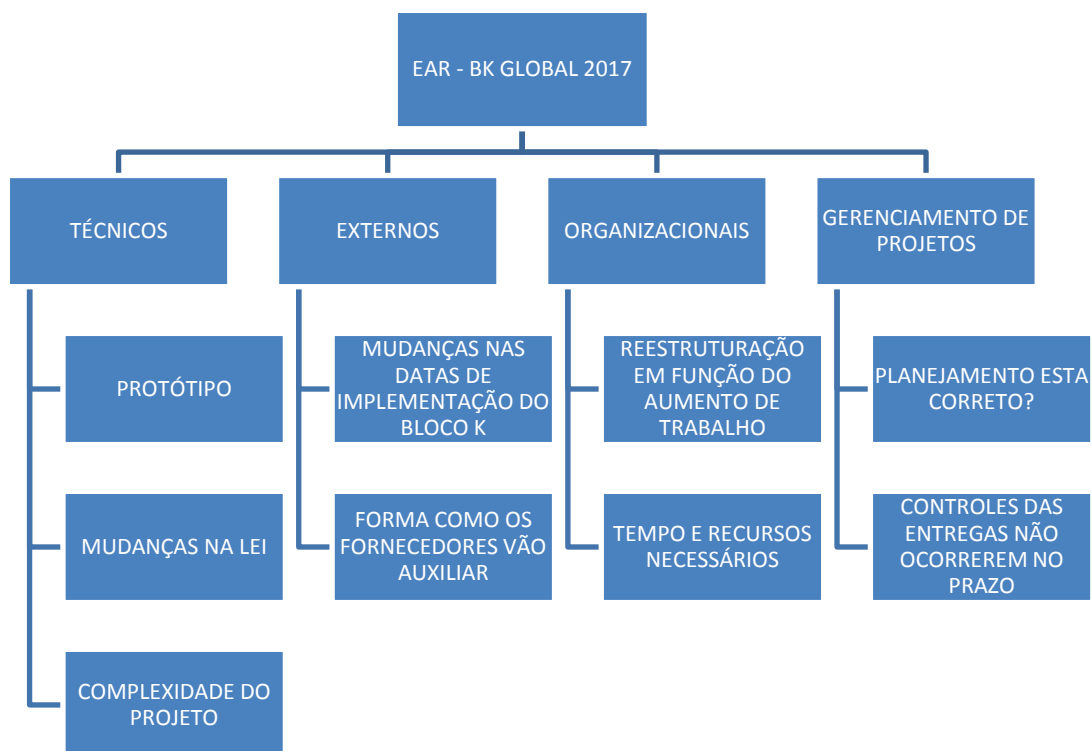 EAR - BK GLOBAL 2017
TÉCNICOS
EXTERNOS
ORGANIZACIONAIS
GERENCIAMENTO DE
PROJETOS
PROTÓTIPO
MUDANÇAS NA LEI
COMPLEXIDADE DO
PROJETO
MUDANÇAS NAS
DATAS DE
IMPLEMENTAÇÃO DO
BLOCO K
FORMA COMO OS
FORNECEDORES VÃO
AUXILIAR
REESTRUTURAÇÃO
EM FUNÇÃO DO
AUMENTO DE
TRABALHO
TEMPO E RECURSOS
NECESSÁRIOS
PLANEJAMENTO ESTA
CORRETO?
CONTROLES DAS
ENTREGAS NÃO
OCORREREM NO
PRAZO